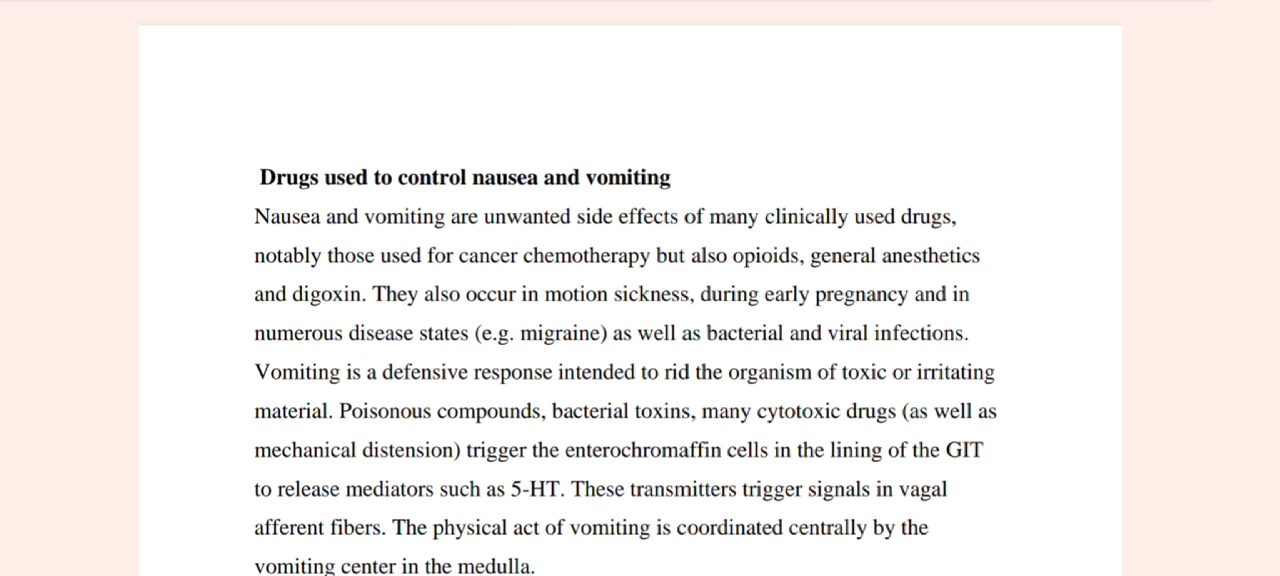 Drugs used to control nausea and vomiting
Nausea and vomiting are unwanted side effects of many clinically used drugs,
notably those used for cancer chemotherapy but also opioids, general anesthetics
and digoxin. They also occur in motion sickness, during early pregnancy and in
numerous disease states (e.g. migraine) as well as bacterial and viral infections.
Vomiting is a defensive response intended to rid the organism of toxic or irritating
material. Poisonous compounds, bacterial toxins, many cytotoxic drugs (as well as
mechanical distension) trigger the enterochromaffin cells in the lining of the GIT
to release mediators such as 5-HT. These transmitters trigger signals in vagal
afferent fibers. The physical act of vomiting is coordinated centrally by the
vomiting center in the medulla.